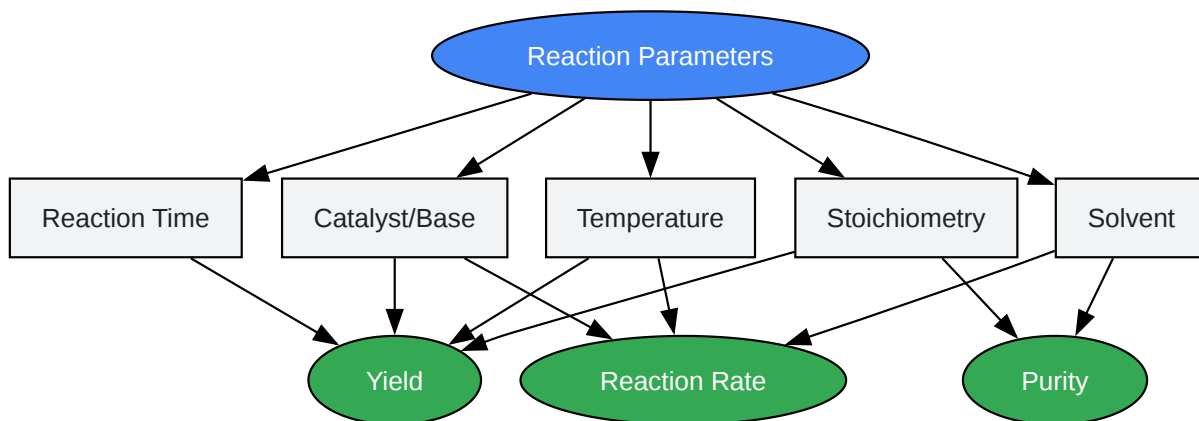 Reaction Parameters
Reaction Time
Catalyst/Base
Temperature
Stoichiometry
Solvent
Yield
Reaction Rate
Purity